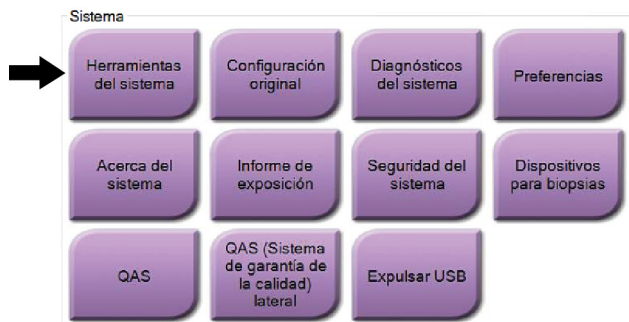 Sistema
Herramientas
del sistema
Configuración
original
Diagnósticos
del sistema
Preferencias
Acerca del
sistema
Informe de
exposición
Seguridad del
sistema
Dispositivos
para biopsias
QAS
QAS (Sistema
de garantía de
la calidad)
lateral
Expulsar USB